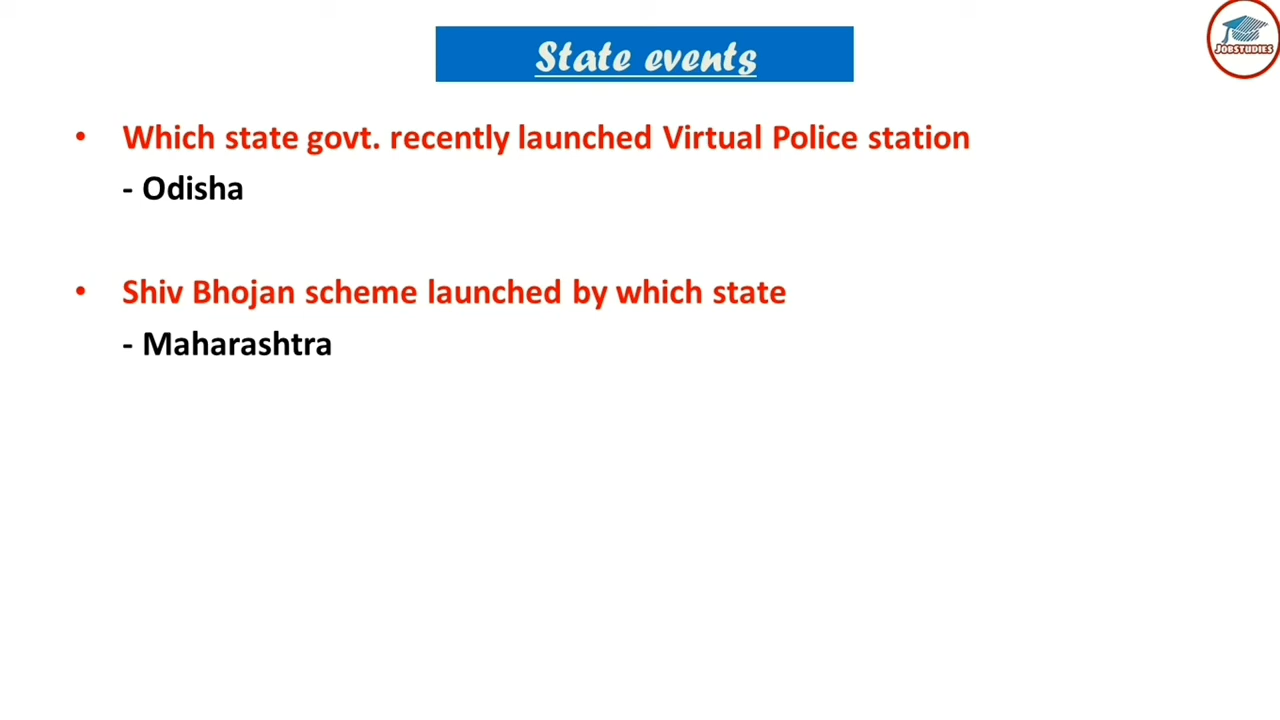 State events
JOBSTUDIES
• Which state govt. recently launched Virtual Police station
- Odisha
• Shiv Bhojan scheme launched by which state
- Maharashtra